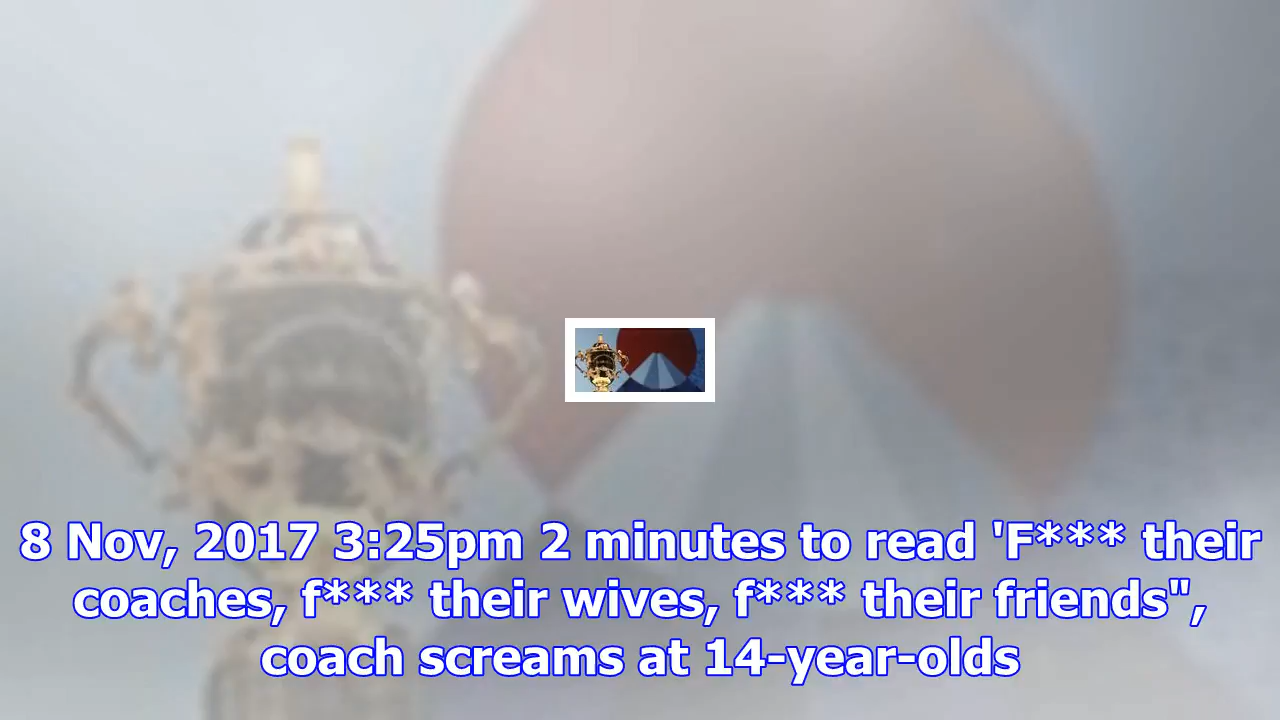 8 Nov, 2017 3:25pm 2 minutes to read 'F*** their
coaches, f*** their wives, f*** their friends",
coach screams at 14-year-olds